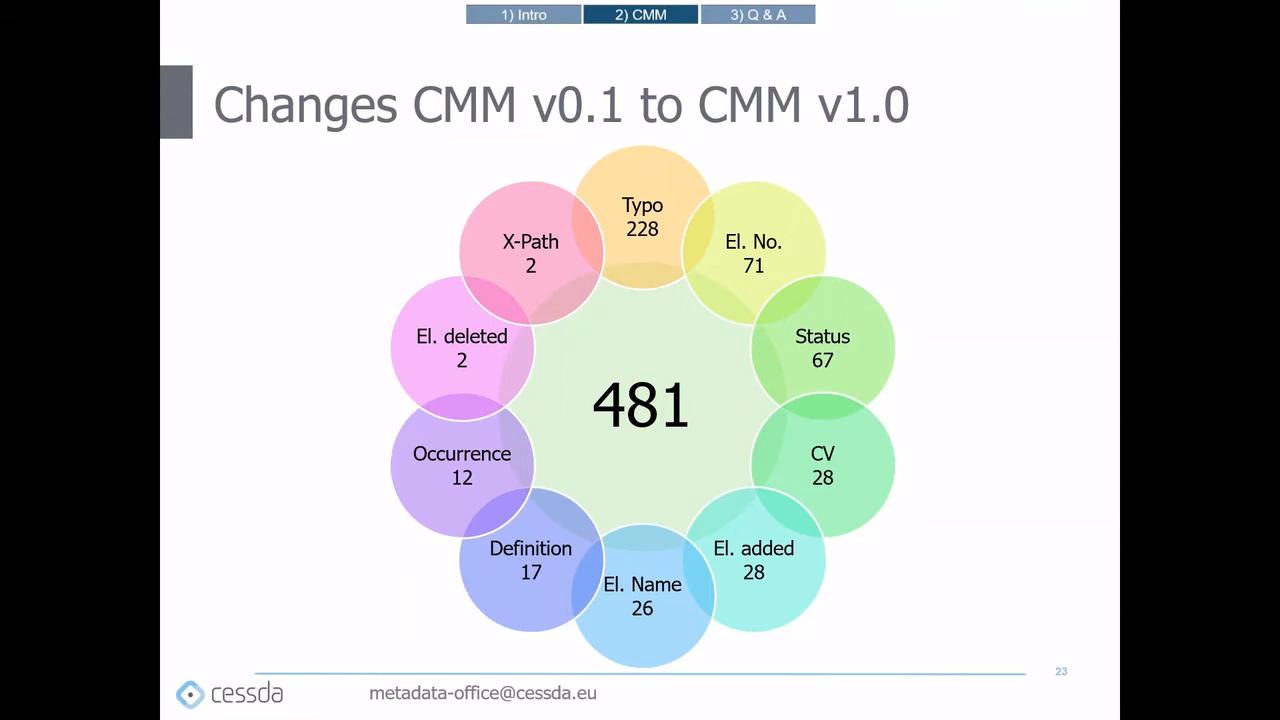 1) Intro
2) CMM
3) Q & A
Changes CMM v0.1 to CMM v1.0
Typo
228
El. No.
71
Status
67
CV
28
El. added
28
El. Name
26
Definition
17
Occurrence
12
El. deleted
2
X-Path
2
481
23
cessda
metadata-office@cessda.eu